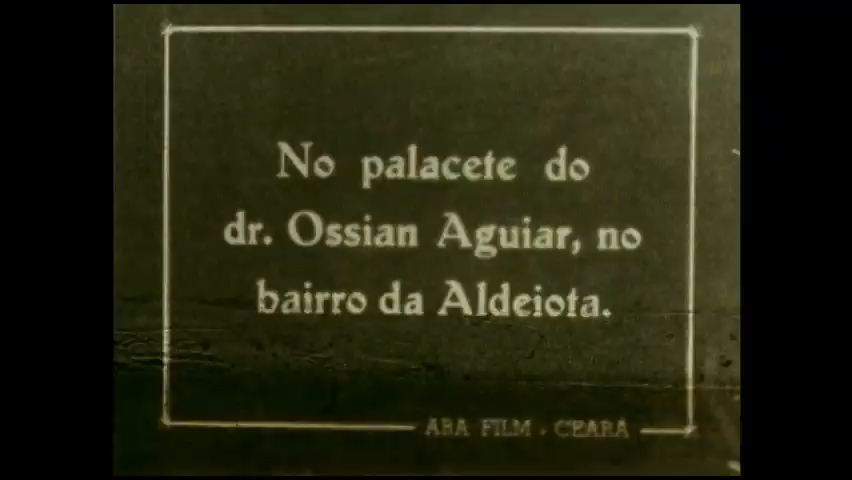 No palacete do
dr. Ossian Aguiar, no
bairro da Aldeiota.
ABA FILM - CEARÁ